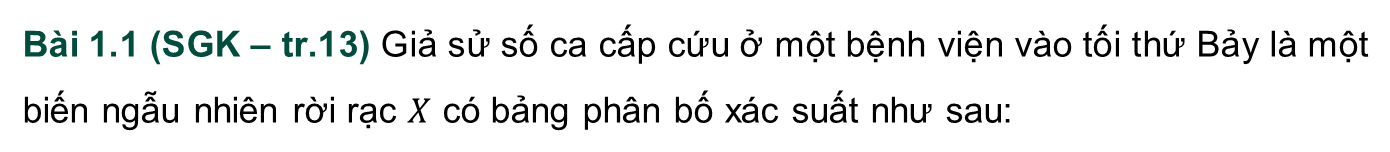 Bài 1.1 (SGK – tr.13) Giả sử số ca cấp cứu ở một bệnh viện vào tối thứ Bảy là một
biến ngẫu nhiên rời rạc X có bảng phân bố xác suất như sau: